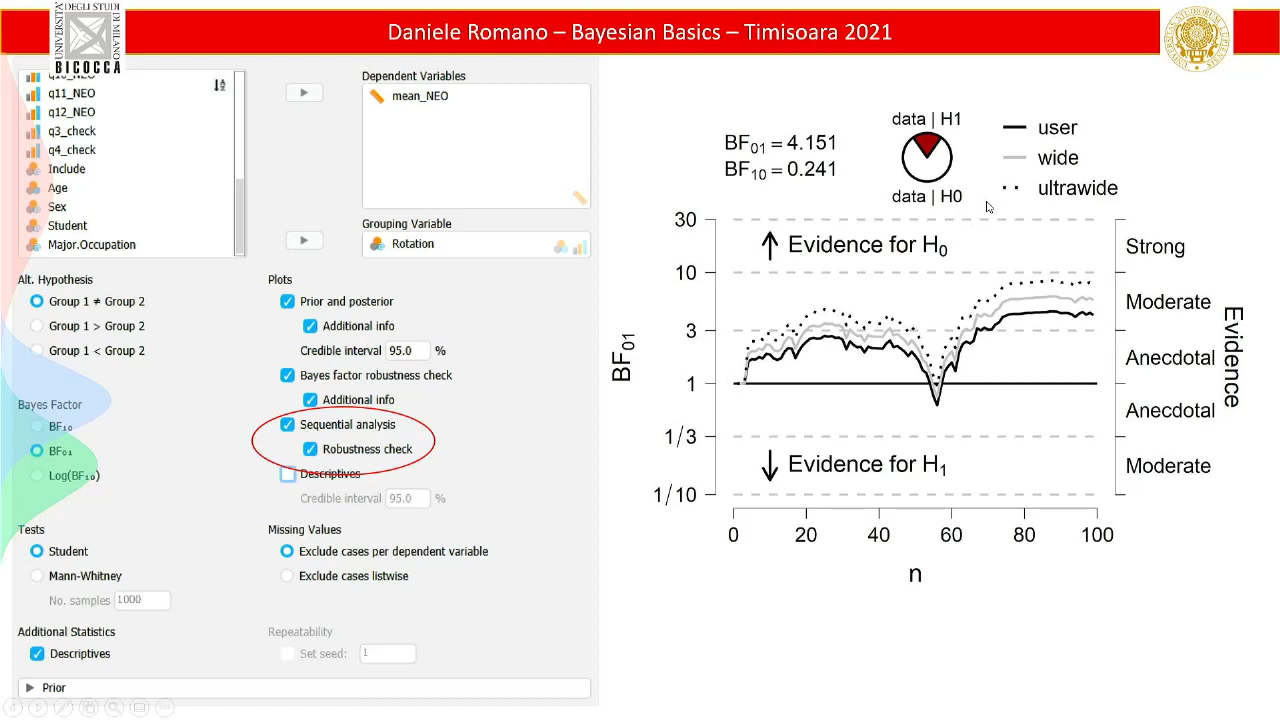 Daniele Romano – Bayesian Basics – Timisoara 2021
UNIVERSITÀ
DEGLI STUDI
DI MILANO
BICOCCA
q10_NEO
q11_NEO
q12_NEO
q3_check
q4_check
Include
Age
Sex
Student
Major.Occupation
Dependent Variables
mean_NEO
Grouping Variable
Rotation
Alt. Hypothesis
Group 1 ≠ Group 2
Group 1 > Group 2
Group 1 < Group 2
Bayes Factor
BF₁₀
BF₀₁
Log(BF₁₀)
Tests
Student
Mann-Whitney
No. samples 1000
Additional Statistics
Descriptives
Plots
Prior and posterior
Additional info
Credible interval 95.0 %
Bayes factor robustness check
Additional info
Sequential analysis
Robustness check
Descriptives
Credible interval 95.0 %
Missing Values
Exclude cases per dependent variable
Exclude cases listwise
Repeatability
Set seed: 1
Prior
BF₀₁ = 4.151
BF₁₀ = 0.241
data | H1
data | H0
user
wide
ultrawide
30
10
3
1
1/3
1/10
BF₀₁
↑ Evidence for H₀
↓ Evidence for H₁
Strong
Moderate
Anecdotal
Anecdotal
Moderate
Evidence
0 20 40 60 80 100
n